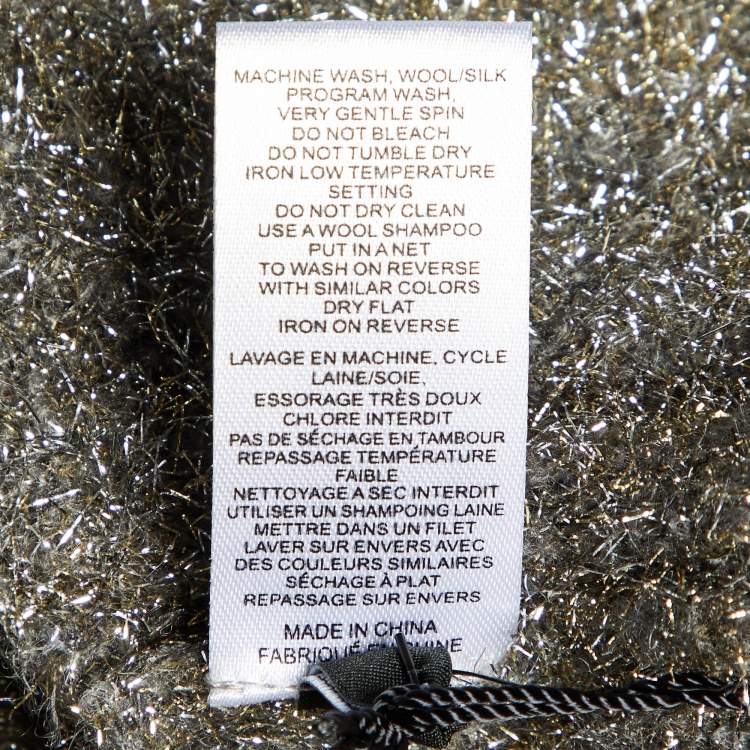 MACHINE WASH, WOOL/SILK
PROGRAM WASH,
VERY GENTLE SPIN
DO NOT BLEACH
DO NOT TUMBLE DRY
IRON LOW TEMPERATURE
SETTING
DO NOT DRY CLEAN
USE A WOOL SHAMPOO
PUT IN A NET
TO WASH ON REVERSE
WITH SIMILAR COLORS
DRY FLAT
IRON ON REVERSE
LAVAGE EN MACHINE, CYCLE
LAINE/SOIE,
ESSORAGE TRÈS DOUX
CHLORE INTERDIT
PAS DE SÉCHAGE EN TAMBOUR
REPASSAGE TEMPÉRATURE
FAIBLE
NETTOYAGE A SEC INTERDIT
UTILISER UN SHAMPOING LAINE
METTRE DANS UN FILET
LAVER SUR ENVERS AVEC
DES COULEURS SIMILAIRES
SÉCHAGE À PLAT
REPASSAGE SUR ENVERS
MADE IN CHINA
FABRIQUÉ